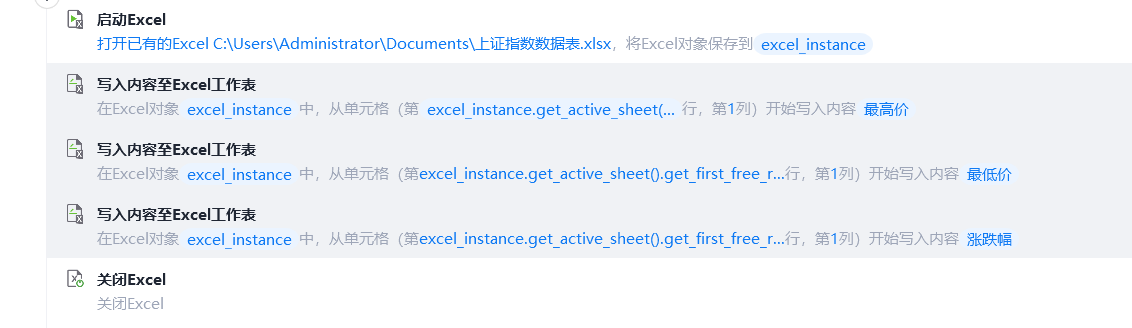 启动Excel
打开已有的Excel C:\Users\Administrator\Documents\上证指数数据表.xlsx，将Excel对象保存到 excel_instance
写入内容至Excel工作表
在Excel对象 excel_instance 中，从单元格（第 excel_instance.get_active_sheet(... 行，第1列）开始写入内容 最高价
写入内容至Excel工作表
在Excel对象 excel_instance 中，从单元格（第excel_instance.get_active_sheet().get_first_free_r...行，第1列）开始写入内容 最低价
写入内容至Excel工作表
在Excel对象 excel_instance 中，从单元格（第excel_instance.get_active_sheet().get_first_free_r...行，第1列）开始写入内容 涨跌幅
关闭Excel
关闭Excel